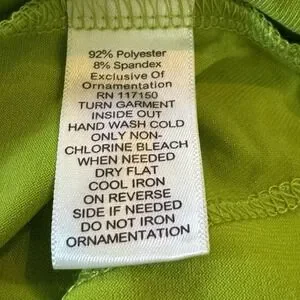 92% Polyester
8% Spandex
Exclusive Of
Ornamentation
RN 117150
TURN GARMENT
INSIDE OUT
HAND WASH COLD
ONLY NON-
CHLORINE BLEACH
WHEN NEEDED
DRY FLAT
COOL IRON
ON REVERSE
SIDE IF NEEDED
DO NOT IRON
ORNAMENTATION